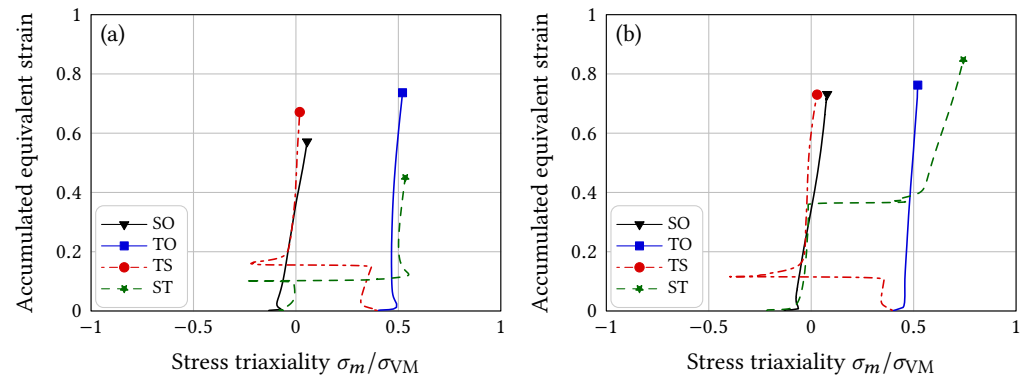 (a)
Accumulated equivalent strain
1
0.8
0.6
0.4
0.2
0
SO
TO
TS
ST
−1
−0.5
0
0.5
1
Stress triaxiality σm/σVM
(b)
Accumulated equivalent strain
1
0.8
0.6
0.4
0.2
0
SO
TO
TS
ST
−1
−0.5
0
0.5
1
Stress triaxiality σm/σVM